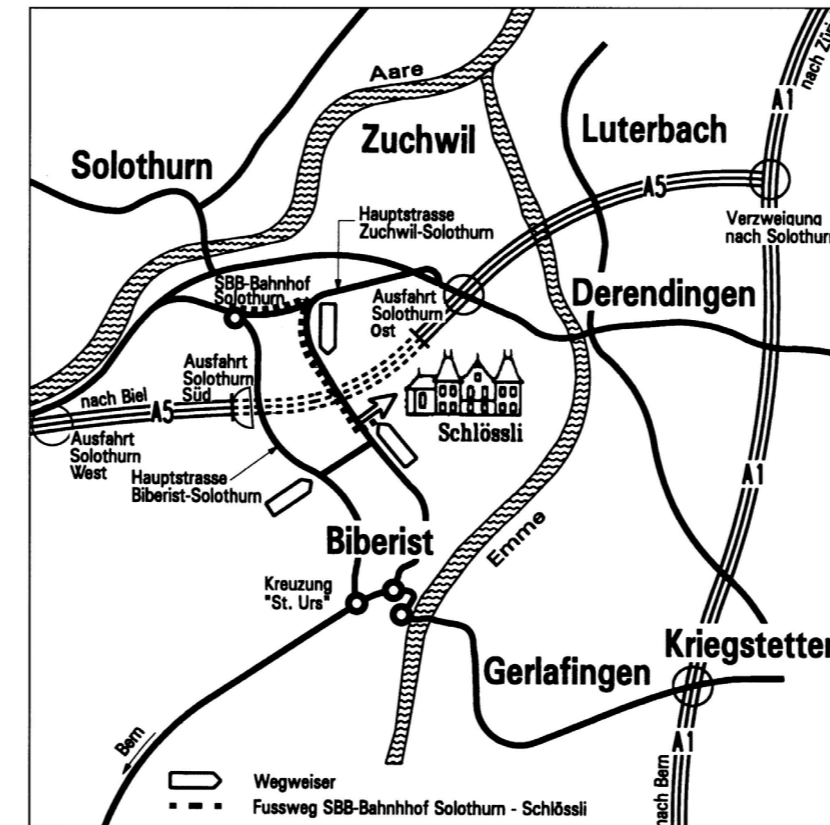 Aare
nach Züri
A1
Zuchwil
Luterbach
Solothurn
A5
Hauptstrasse
Zuchwil-Solothurn
Verzweigung
nach Solothurn
SBB-Bahnhof
Solothurn
Ausfahrt
Solothurn
Ost
Derendingen
Ausfahrt
Solothurn
Süd
nach Biel
A5
Schlössli
Ausfahrt
Solothurn
West
Hauptstrasse
Biberist-Solothurn
A1
Biberist
Emme
Kreuzung
"St. Urs"
Kriegstetten
Gerlafingen
Bern
A1
nach Bern
Wegweiser
Fussweg SBB-Bahnhhof Solothurn - Schlössli